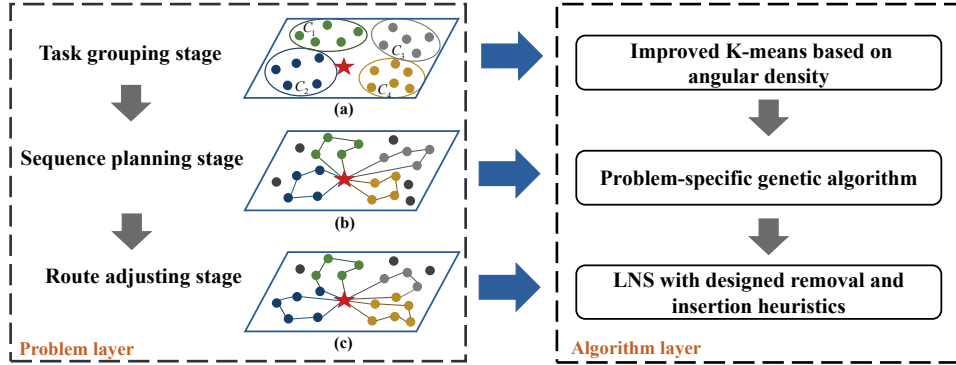 Task grouping stage
C1
C3
C2
C4
(a)
Improved K-means based on
angular density
Sequence planning stage
(b)
Problem-specific genetic algorithm
Route adjusting stage
(c)
LNS with designed removal and
insertion heuristics
Problem layer
Algorithm layer